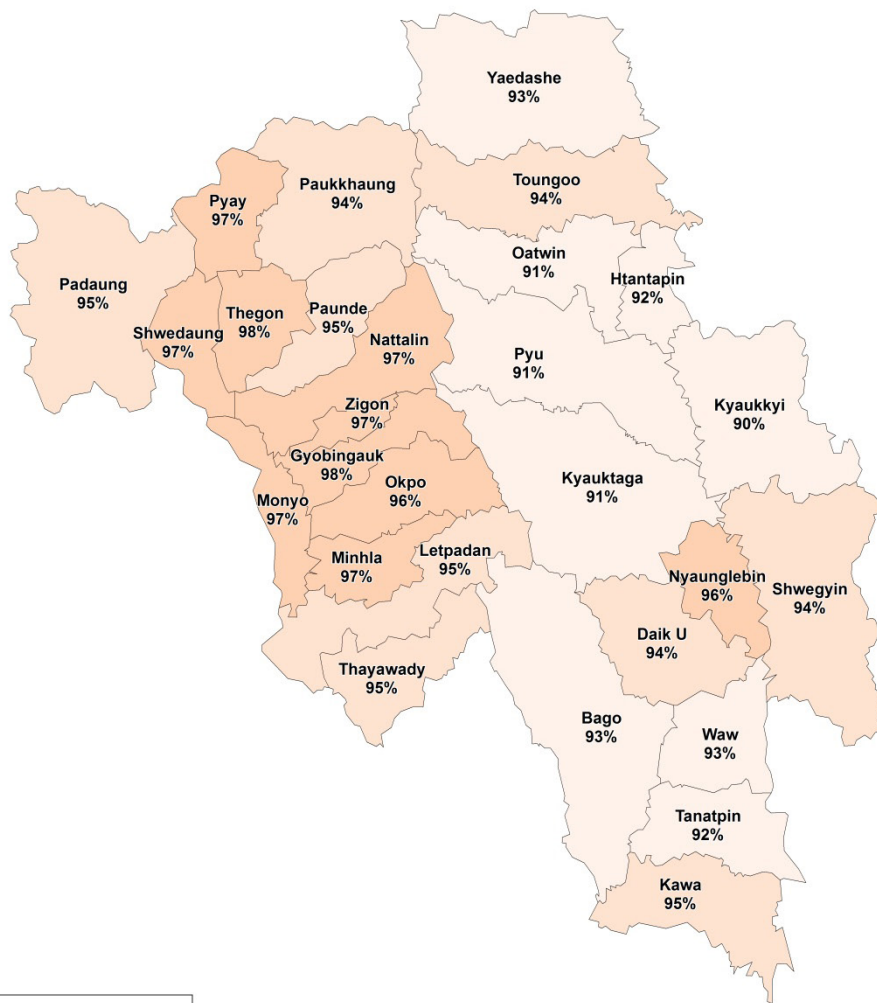 Yaedashe
93%
Toungoo
94%
Paukkhaung
94%
Pyay
97%
Oatwin
91%
Htantapin
92%
Padaung
95%
Thegon
98%
Paunde
95%
Shwedaung
97%
Nattalin
97%
Pyu
91%
Kyaukkyi
90%
Zigon
97%
Gyobingauk
98%
Okpo
96%
Kyauktaga
91%
Monyo
97%
Minhla
97%
Letpadan
95%
Nyaunglebin
96%
Shwegyin
94%
Daik U
94%
Thayawady
95%
Bago
93%
Waw
93%
Tanatpin
92%
Kawa
95%